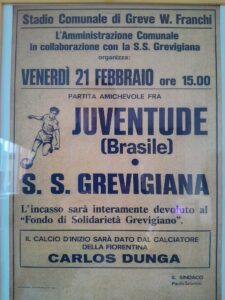 Stadio Comunale di Greve W. Franchi
L'Amministrazione Comunale
in collaborazione con la S.S. Grevigiana
organizza:
VENERDÌ 21 FEBBRAIO ore 15.00
PARTITA AMICHEVOLE FRA
JUVENTUDE
(Brasile)
•
S. S. GREVIGIANA
L'incasso sarà interamente devoluto al
"Fondo di Solidarietà Grevigiano".
IL CALCIO D'INIZIO SARÀ DATO DAL CALCIATORE
DELLA FIORENTINA
CARLOS DUNGA
IL SINDACO
Paolo